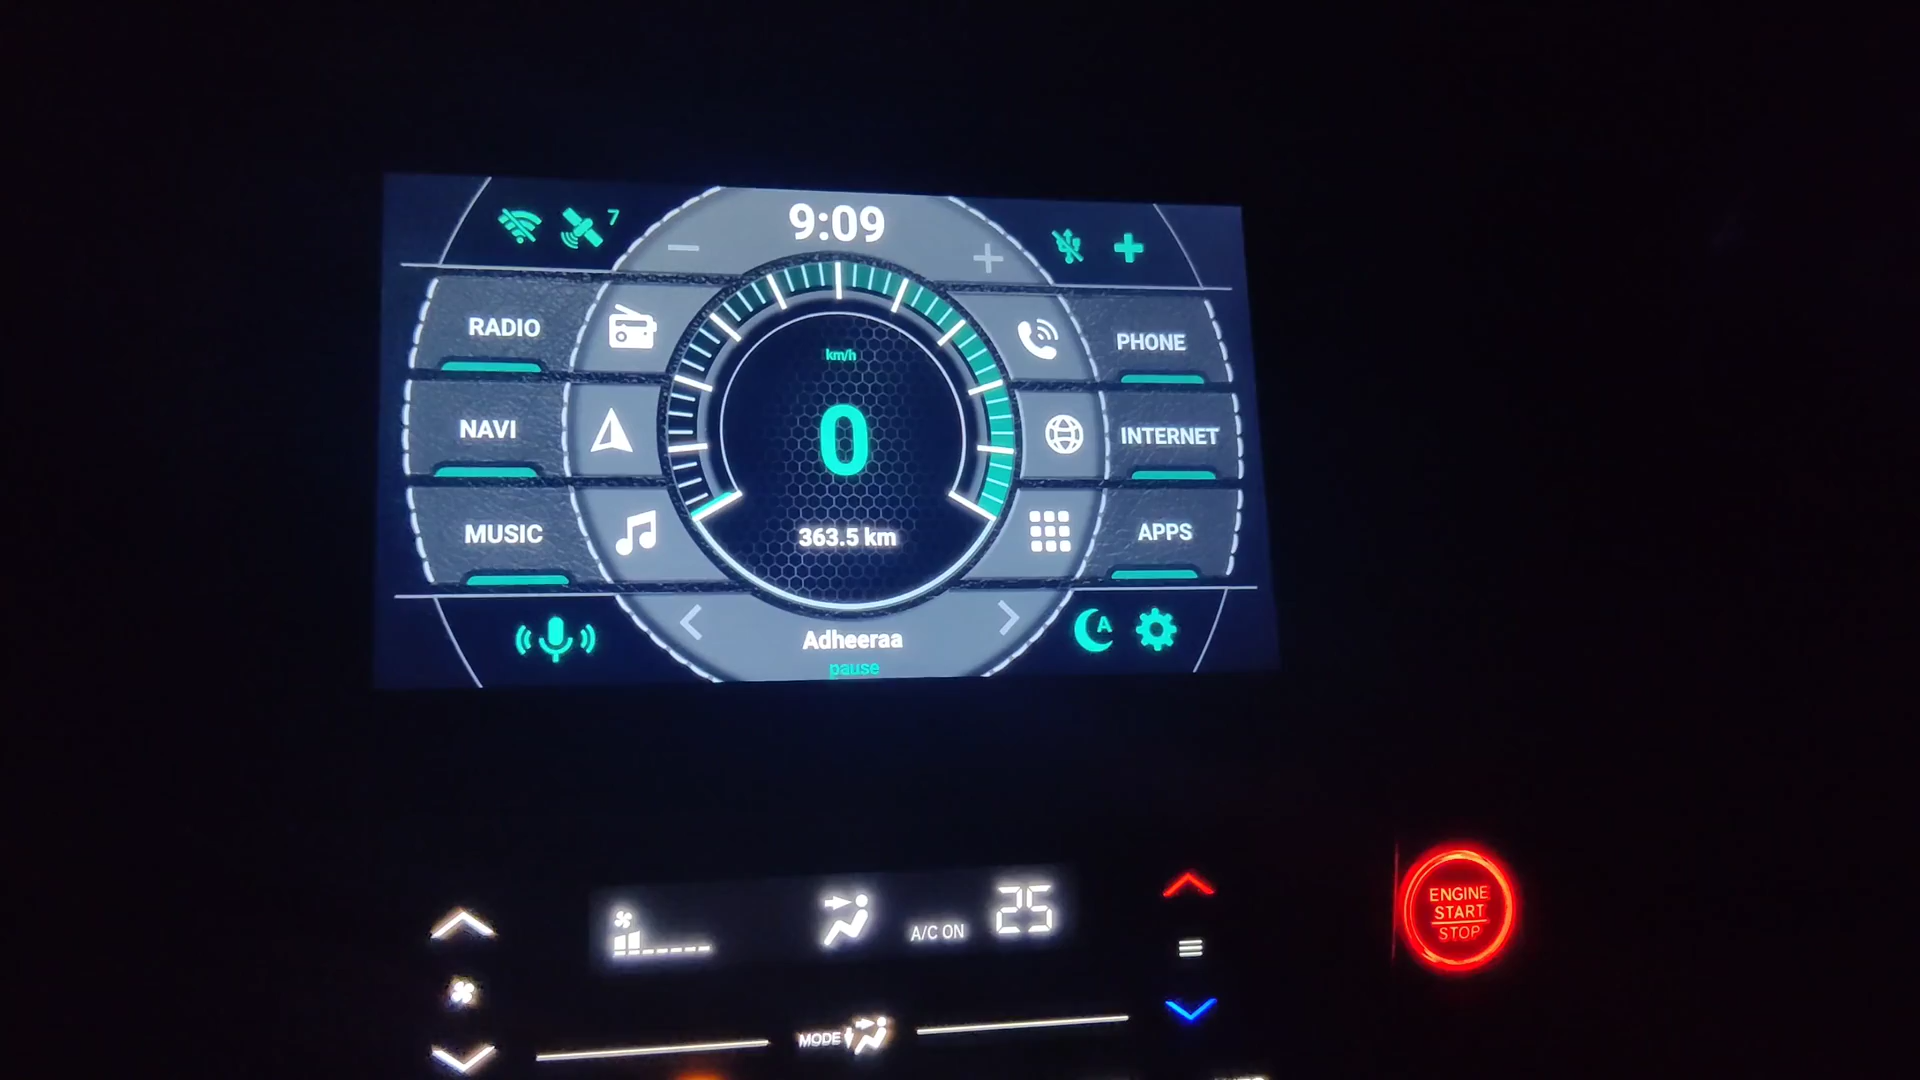 7
9:09
RADIO
PHONE
km/h
NAVI
0
INTERNET
MUSIC
363.5 km
APPS
A
Adheeraa
pause
A/C ON
25
ENGINE
START
STOP
MODE